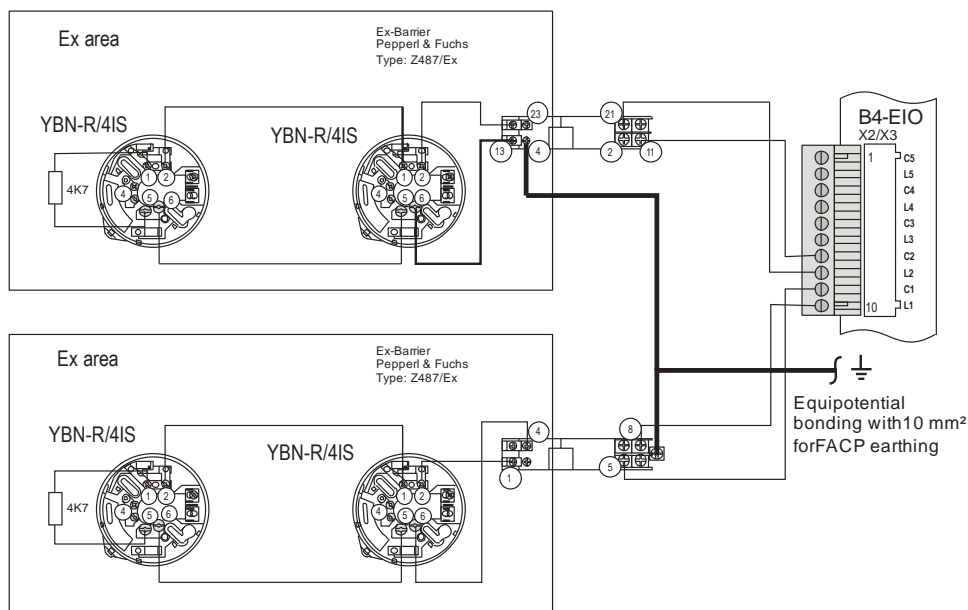 Ex area
Ex-Barrier
Pepperl & Fuchs
Type: Z487/Ex
YBN-R/4IS
YBN-R/4IS
4K7
1
2
4
5
6
1
2
4
5
6
23
13
4
21
2
11
B4-EIO
X2/X3
1
C5
L5
C4
L4
C3
L3
C2
L2
C1
10
L1
Ex area
Ex-Barrier
Pepperl & Fuchs
Type: Z487/Ex
YBN-R/4IS
YBN-R/4IS
4K7
1
2
4
5
6
1
2
4
5
6
4
1
8
5
Equipotential
bonding with10 mm²
forFACP earthing